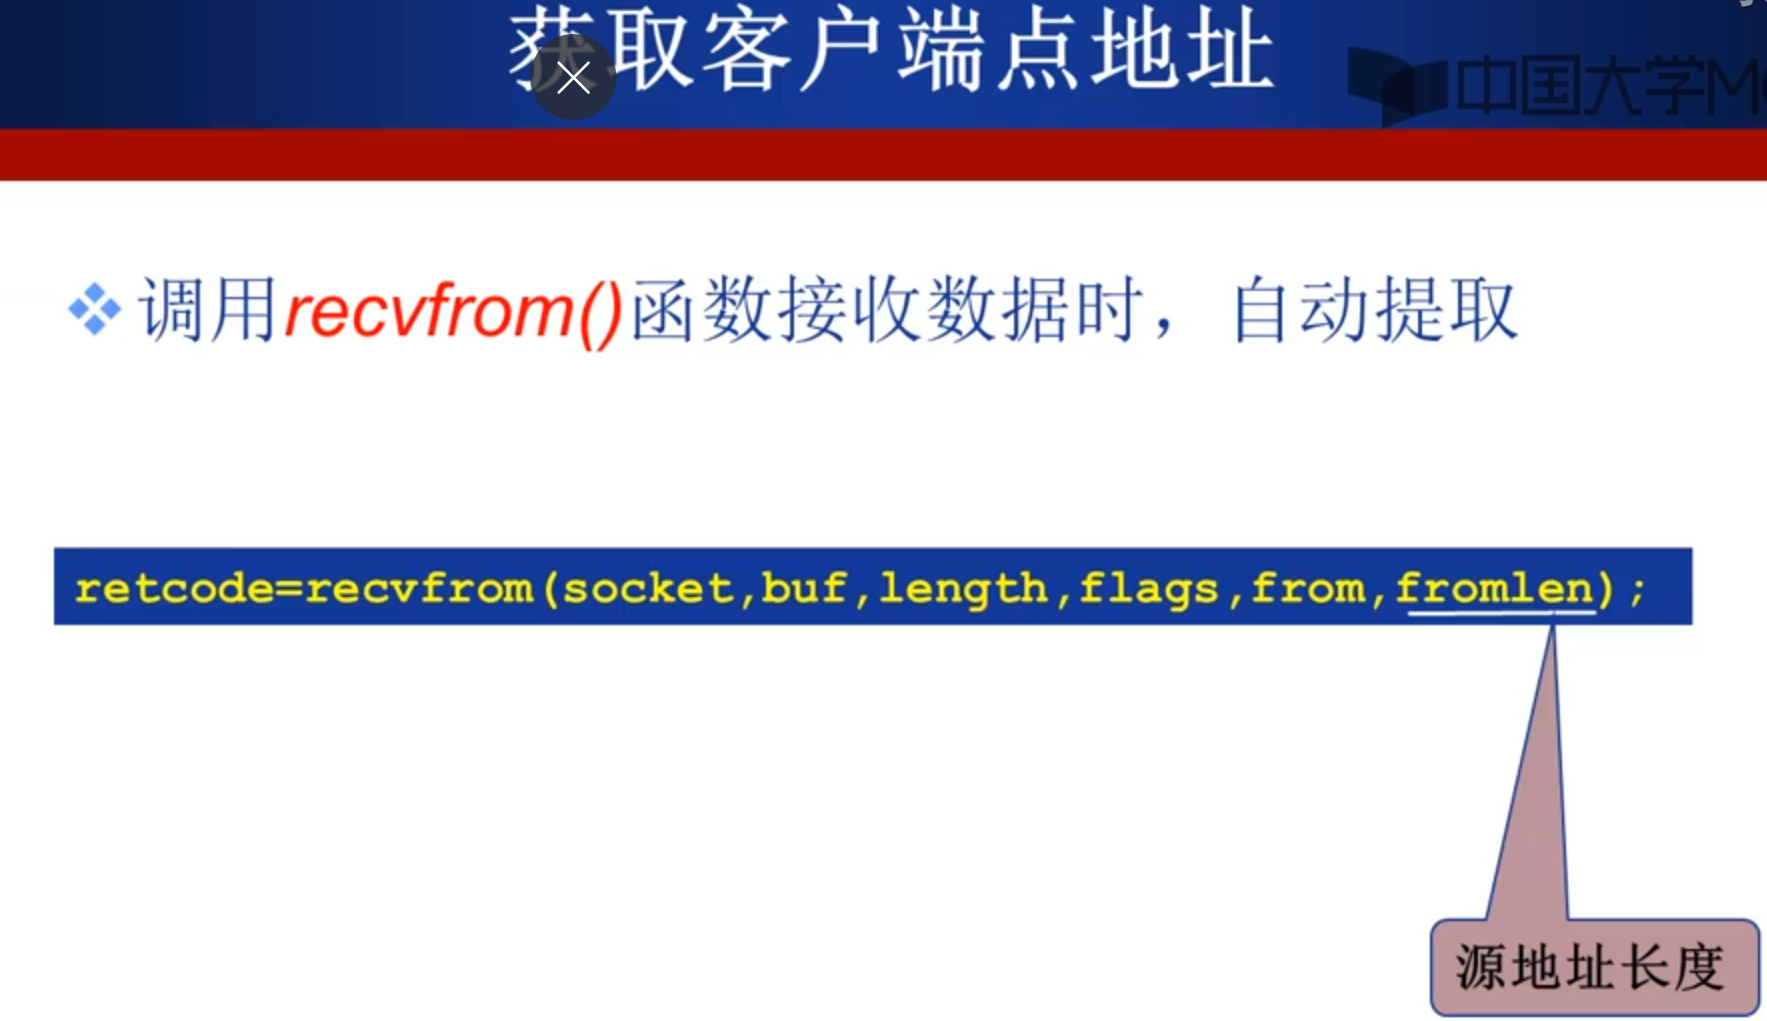 获取客户端点地址
中国大学M
调用recvfrom()函数接收数据时，自动提取
retcode=recvfrom(socket,buf,length,flags,from,fromlen);
源地址长度